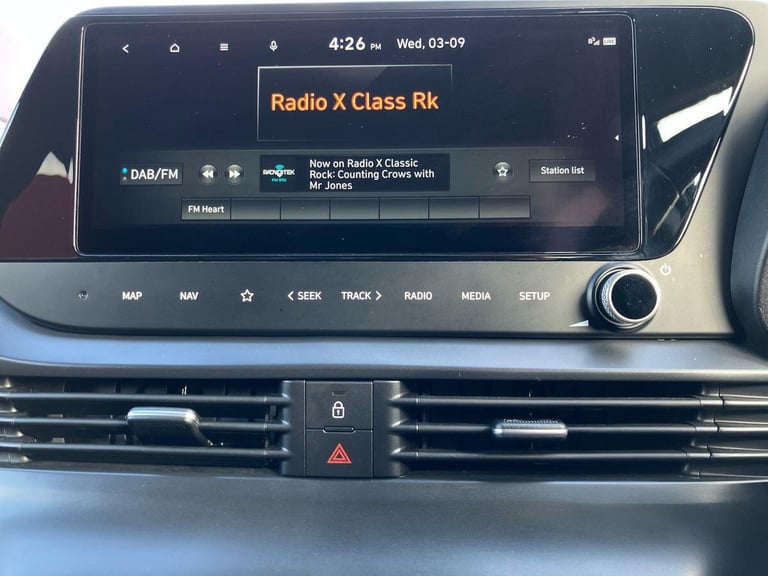 4:26 PM Wed, 03-09
LIVE
Radio X Class Rk
DAB/FM
Now on Radio X Classic
Rock: Counting Crows with
Mr Jones
Station list
FM Heart
MAP NAV < SEEK TRACK > RADIO MEDIA SETUP